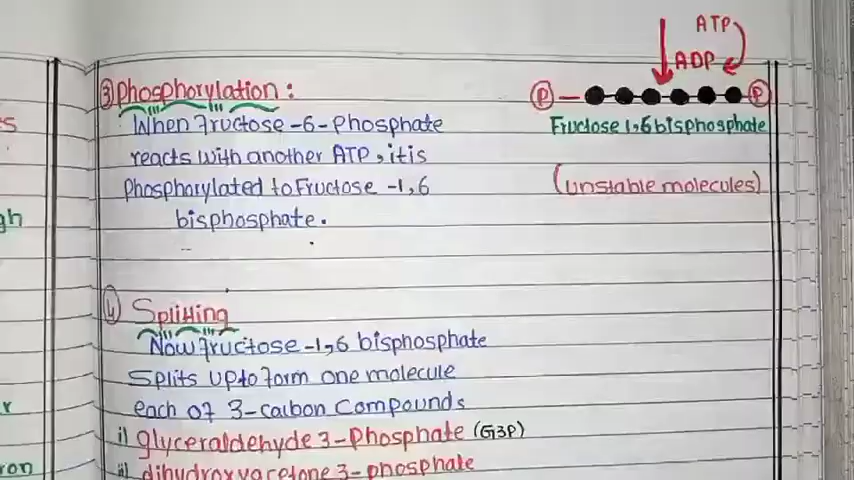 ATP
ADP
③ Phosphorylation :
P P
When Fructose -6- Phosphate
Fructose 1,6 bisphosphate
reacts with another ATP, it is
Phosphorylated to Fructose -1,6
(unstable molecules)
bisphosphate.
④ Splitting
Now Fructose -1,6 bisphosphate
Splits up to form one molecule
each of 3-carbon Compounds
i) glyceraldehyde 3-Phosphate (G3P)
ii) dihydroxyacetone 3-phosphate
s
gh
r
ron